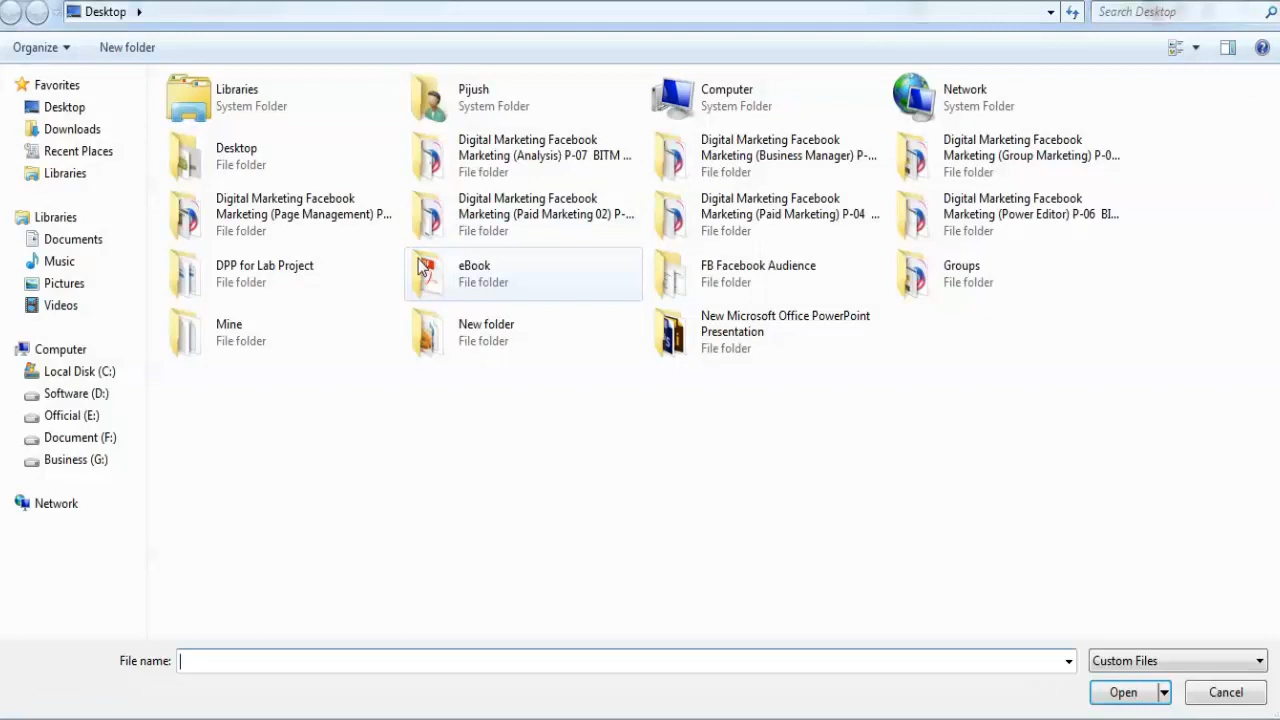 Desktop
Search Desktop
Organize
New folder
Favorites
Desktop
Downloads
Recent Places
Libraries
Libraries
Documents
Music
Pictures
Videos
Computer
Local Disk (C:)
Software (D:)
Official (E:)
Document (F:)
Business (G:)
Network
Libraries
System Folder
Pijush
System Folder
Computer
System Folder
Network
System Folder
Desktop
File folder
Digital Marketing Facebook
Marketing (Analysis) P-07 BITM ...
File folder
Digital Marketing Facebook
Marketing (Business Manager) P-...
File folder
Digital Marketing Facebook
Marketing (Group Marketing) P-0...
File folder
Digital Marketing Facebook
Marketing (Page Management) P...
File folder
Digital Marketing Facebook
Marketing (Paid Marketing 02) P-...
File folder
Digital Marketing Facebook
Marketing (Paid Marketing) P-04 ...
File folder
Digital Marketing Facebook
Marketing (Power Editor) P-06 BI...
File folder
DPP for Lab Project
File folder
eBook
File folder
FB Facebook Audience
File folder
Groups
File folder
Mine
File folder
New folder
File folder
New Microsoft Office PowerPoint
Presentation
File folder
File name:
Custom Files
Open
Cancel